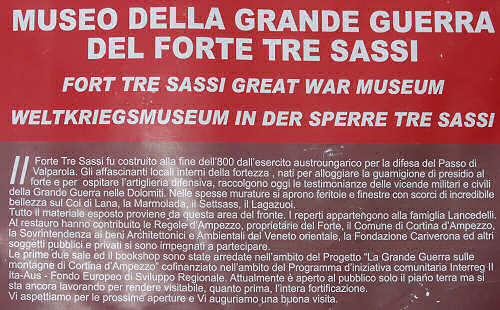 MUSEO DELLA GRANDE GUERRA
DEL FORTE TRE SASSI
FORT TRE SASSI GREAT WAR MUSEUM
WELTKRIEGSMUSEUM IN DER SPERRE TRE SASSI
Il Forte Tre Sassi fu costruito alla fine dell'800 dall'esercito austroungarico per la difesa del Passo di
Valparola. Gli affascinanti locali interni della fortezza , nati per alloggiare la guarnigione di presidio al
forte e per ospitare l'artiglieria difensiva, raccolgono oggi le testimonianze delle vicende militari e civili
della Grande Guerra nelle Dolomiti. Nelle spesse murature si aprono feritoie e finestre con scorci di incredibile
bellezza sul Col di Lana, la Marmolada, il Settsass, il Lagazuoi.
Tutto il materiale esposto proviene da questa area del fronte. I reperti appartengono alla famiglia Lancedelli.
Al restauro hanno contribuito le Regole d'Ampezzo, proprietarie del Forte, il Comune di Cortina d'Ampezzo,
la Sovrintendenza ai beni Architettonici e Ambientali del Veneto orientale, la Fondazione Cariverona ed altri
soggetti pubblici e privati si sono impegnati a partecipare.
Le prime due sale ed il bookshop sono state arredate nell'ambito del Progetto "La Grande Guerra sulle
montagne di Cortina d'Ampezzo" cofinanziato nell'ambito del Programma d'iniziativa comunitaria Interreg II
Ita-Aus - Fondo Europeo di Sviluppo Regionale. Attualmente è aperto al pubblico solo il piano terra ma si
sta ancora lavorando per rendere visitabile, quanto prima, l'intera fortificazione.
Vi aspettiamo per le prossime aperture e Vi auguriamo una buona visita.